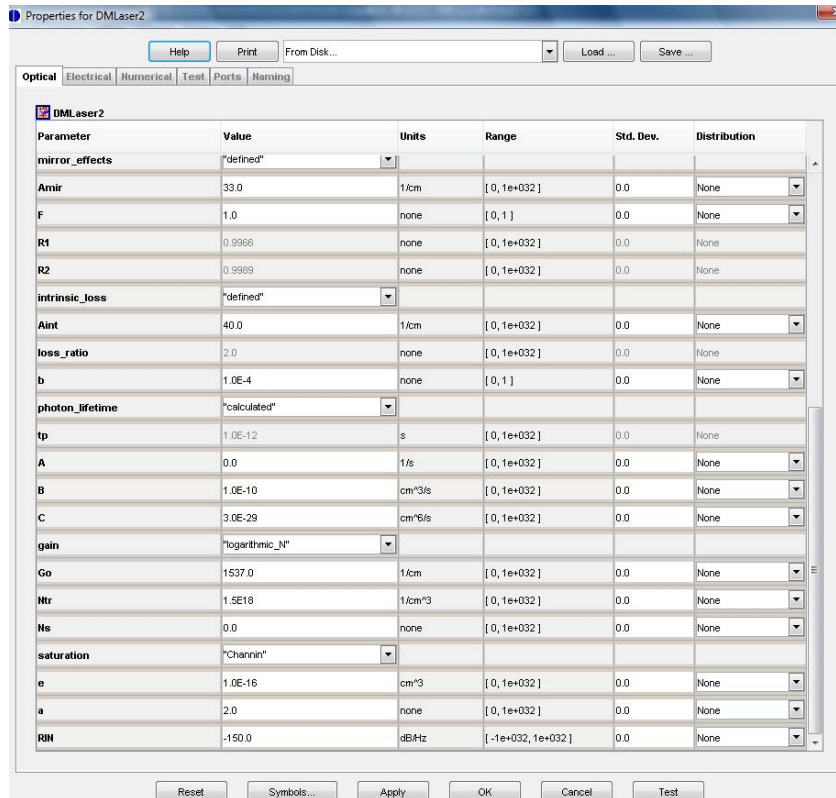 Properties for DMLaser2
Help Print From Disk... Load ... Save ...
Optical Electrical Numerical Test Ports Naming
DMLaser2
Parameter Value Units Range Std. Dev. Distribution
mirror_effects "defined"
Amir 33.0 1/cm [ 0, 1e+032 ] 0.0 None
F 1.0 none [ 0, 1 ] 0.0 None
R1 0.9966 none [ 0, 1e+032 ] 0.0 None
R2 0.9989 none [ 0, 1e+032 ] 0.0 None
intrinsic_loss "defined"
Aint 40.0 1/cm [ 0, 1e+032 ] 0.0 None
loss_ratio 2.0 none [ 0, 1e+032 ] 0.0 None
b 1.0E-4 none [ 0, 1 ] 0.0 None
photon_lifetime "calculated"
tp 1.0E-12 s [ 0, 1e+032 ] 0.0 None
A 0.0 1/s [ 0, 1e+032 ] 0.0 None
B 1.0E-10 cm^3/s [ 0, 1e+032 ] 0.0 None
C 3.0E-29 cm^6/s [ 0, 1e+032 ] 0.0 None
gain "logarithmic_N"
Go 1537.0 1/cm [ 0, 1e+032 ] 0.0 None
Ntr 1.5E18 1/cm^3 [ 0, 1e+032 ] 0.0 None
Ns 0.0 none [ 0, 1e+032 ] 0.0 None
saturation "Channin"
e 1.0E-16 cm^3 [ 0, 1e+032 ] 0.0 None
a 2.0 none [ 0, 1e+032 ] 0.0 None
RIN -150.0 dB/Hz [ -1e+032, 1e+032 ] 0.0 None
Reset Symbols... Apply OK Cancel Test